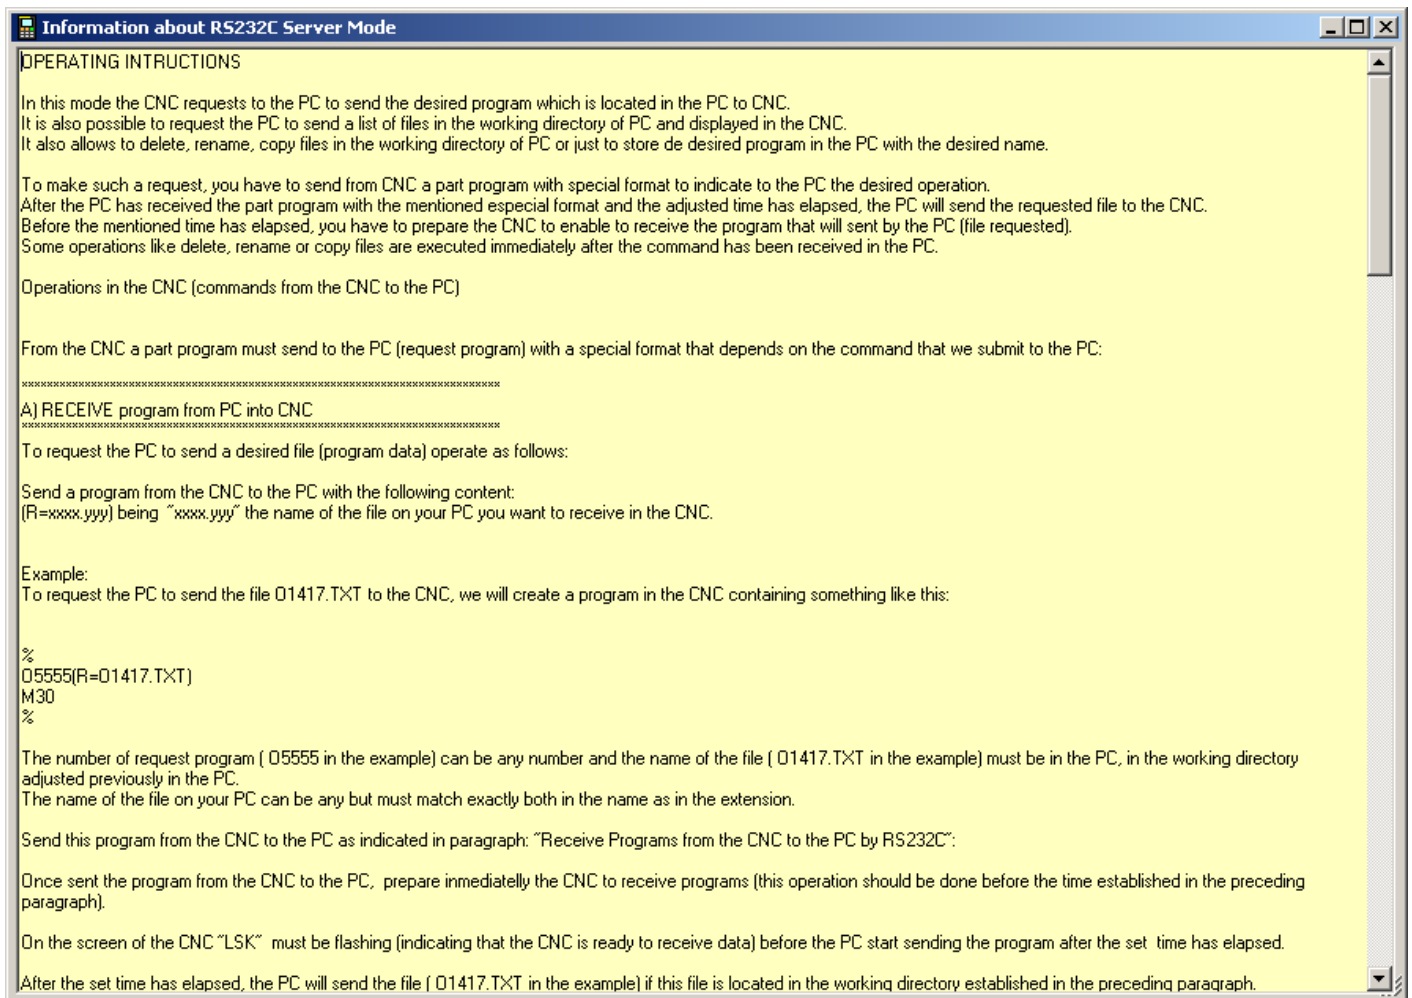 Information about RS232C Server Mode
OPERATING INTRUCTIONS
In this mode the CNC requests to the PC to send the desired program which is located in the PC to CNC.
It is also possible to request the PC to send a list of files in the working directory of PC and displayed in the CNC.
It also allows to delete, rename, copy files in the working directory of PC or just to store de desired program in the PC with the desired name.
To make such a request, you have to send from CNC a part program with special format to indicate to the PC the desired operation.
After the PC has received the part program with the mentioned especial format and the adjusted time has elapsed, the PC will send the requested file to the CNC.
Before the mentioned time has elapsed, you have to prepare the CNC to enable to receive the program that will sent by the PC (file requested).
Some operations like delete, rename or copy files are executed immediately after the command has been received in the PC.
Operations in the CNC (commands from the CNC to the PC)
From the CNC a part program must send to the PC (request program) with a special format that depends on the command that we submit to the PC:
****************************************************************************
A) RECEIVE program from PC into CNC
****************************************************************************
To request the PC to send a desired file (program data) operate as follows:
Send a program from the CNC to the PC with the following content:
(R=xxxx.yyy) being  ˝xxxx.yyy˝ the name of the file on your PC you want to receive in the CNC.
Example:
To request the PC to send the file O1417.TXT to the CNC, we will create a program in the CNC containing something like this:
%
O5555(R=O1417.TXT)
M30
%
The number of request program ( O5555 in the example) can be any number and the name of the file ( O1417.TXT in the example) must be in the PC, in the working directory
adjusted previously in the PC.
The name of the file on your PC can be any but must match exactly both in the name as in the extension.
Send this program from the CNC to the PC as indicated in paragraph: ˝Receive Programs from the CNC to the PC by RS232C˝:
Once sent the program from the CNC to the PC,  prepare inmediatelly the CNC to receive programs (this operation should be done before the time established in the preceding
paragraph).
On the screen of the CNC ˝LSK˝  must be flashing (indicating that the CNC is ready to receive data) before the PC start sending the program after the set  time has elapsed.
After the set time has elapsed, the PC will send the file ( O1417.TXT in the example) if this file is located in the working directory established in the preceding paragraph.